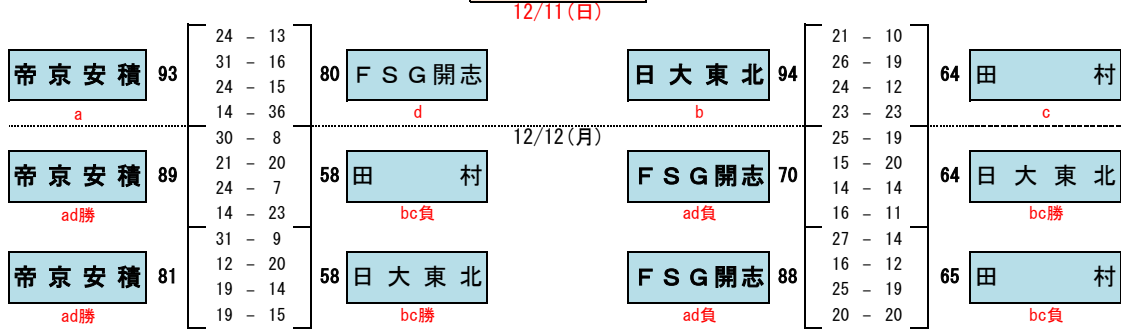 12/11(日)
24 - 13 21 - 10
31 - 16 26 - 19
帝京安積 93 80 FSG開志 日大東北 94 64 田村
24 - 15 24 - 12
14 - 36 23 - 23
a d b c
12/12(月)
30 - 8 25 - 19
21 - 20 15 - 20
帝京安積 89 58 田村 FSG開志 70 64 日大東北
24 - 7 14 - 14
14 - 23 16 - 11
ad勝 bc負 ad負 bc勝
31 - 9 27 - 14
12 - 20 16 - 12
帝京安積 81 58 日大東北 FSG開志 88 65 田村
19 - 14 25 - 19
19 - 15 20 - 20
ad勝 bc勝 ad負 bc負